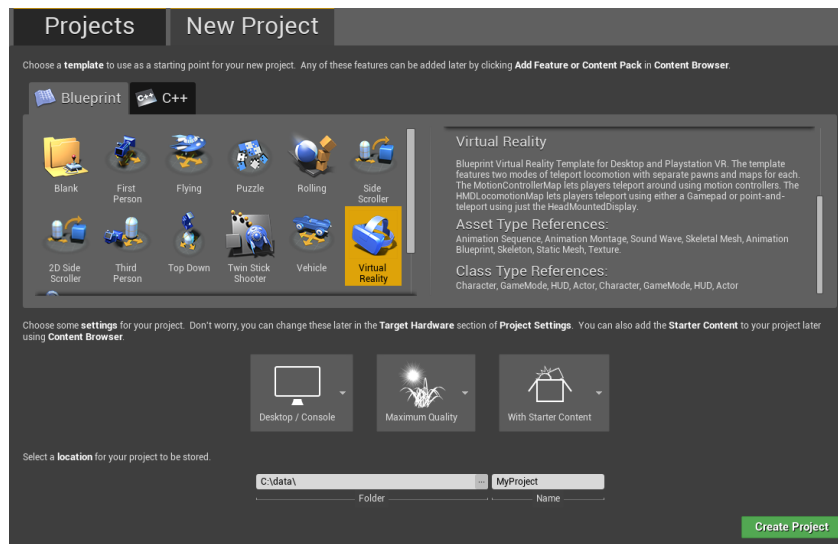 Projects
New Project
Choose a template to use as a starting point for your new project. Any of these features can be added later by clicking Add Feature or Content Pack in Content Browser.
Blueprint
C++
Blank
First
Person
Flying
Puzzle
Rolling
Side
Scroller
2D Side
Scroller
Third
Person
Top Down
Twin Stick
Shooter
Vehicle
Virtual
Reality
Virtual Reality
Blueprint Virtual Reality Template for Desktop and Playstation VR. The template
features two modes of teleport locomotion with separate pawns and maps for each.
The MotionControllerMap lets players teleport around using motion controllers. The
HMDLocomotionMap lets players teleport using either a Gamepad or point-and-
teleport using just the HeadMountedDisplay.
Asset Type References:
Animation Sequence, Animation Montage, Sound Wave, Skeletal Mesh, Animation
Blueprint, Skeleton, Static Mesh, Texture.
Class Type References:
Character, GameMode, HUD, Actor, Character, GameMode, HUD, Actor
Choose some settings for your project. Don't worry, you can change these later in the Target Hardware section of Project Settings. You can also add the Starter Content to your project later
using Content Browser.
Desktop / Console
Maximum Quality
With Starter Content
Select a location for your project to be stored.
C:\data\
...
MyProject
Folder
Name
Create Project